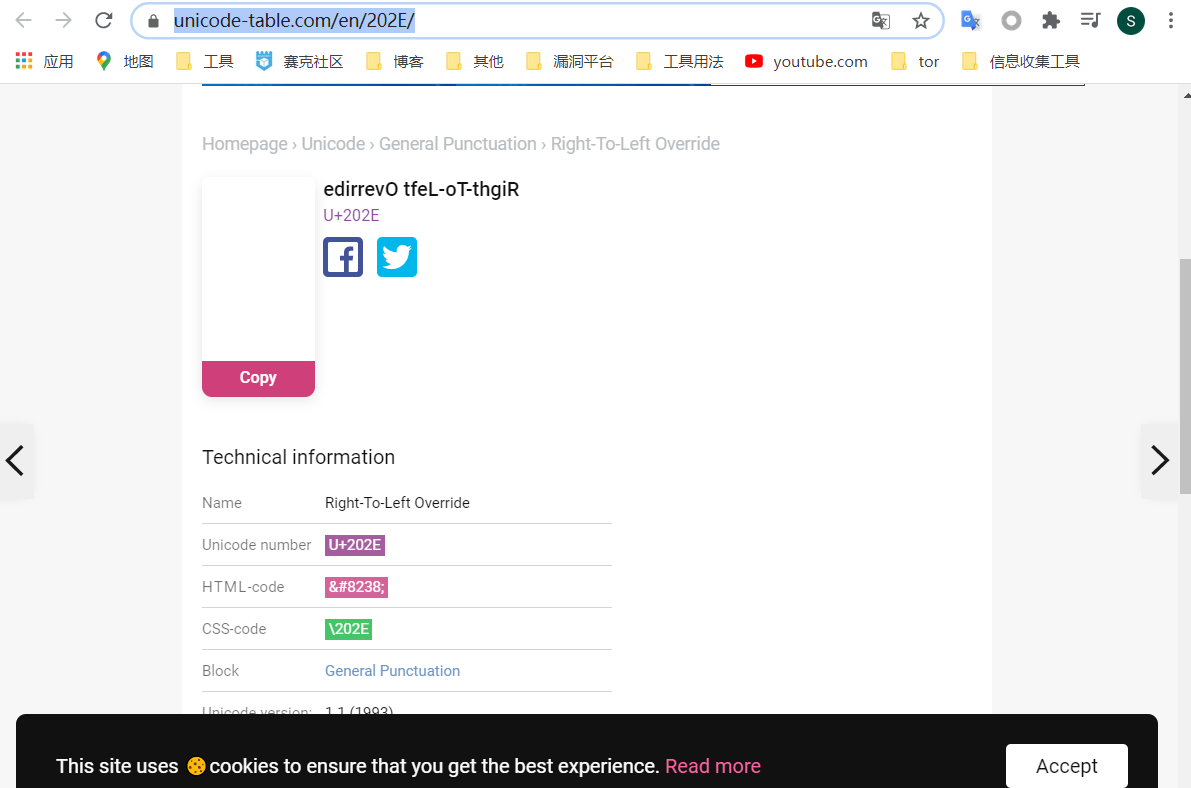 unicode-table.com/en/202E/
S
应用 地图 工具 赛克社区 博客 其他 漏洞平台 工具用法 youtube.com tor 信息收集工具
Homepage › Unicode › General Punctuation › Right-To-Left Override
edirrevO tfeL-oT-thgiR
U+202E
Copy
Technical information
Name Right-To-Left Override
Unicode number U+202E
HTML-code &#8238;
CSS-code \202E
Block General Punctuation
Unicode version: 1.1 (1993)
This site uses 🍪 cookies to ensure that you get the best experience. Read more
Accept